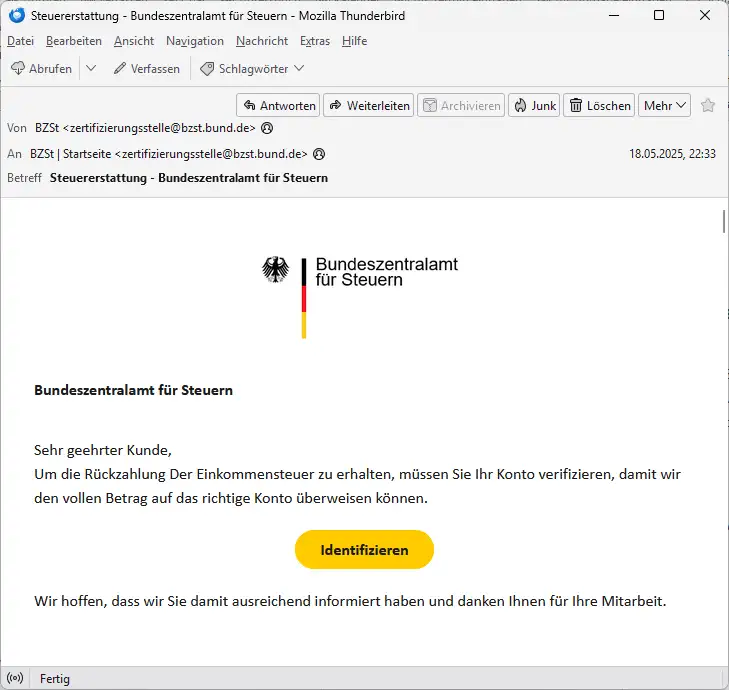 Steuererstattung - Bundeszentralamt für Steuern - Mozilla Thunderbird
Datei Bearbeiten Ansicht Navigation Nachricht Extras Hilfe
Abrufen Verfassen Schlagwörter
Antworten Weiterleiten Archivieren Junk Löschen Mehr
Von BZSt <zertifizierungsstelle@bzst.bund.de>
An BZSt | Startseite <zertifizierungsstelle@bzst.bund.de> 18.05.2025, 22:33
Betreff Steuererstattung - Bundeszentralamt für Steuern
Bundeszentralamt
für Steuern
Bundeszentralamt für Steuern
Sehr geehrter Kunde,
Um die Rückzahlung Der Einkommensteuer zu erhalten, müssen Sie Ihr Konto verifizieren, damit wir
den vollen Betrag auf das richtige Konto überweisen können.
Identifizieren
Wir hoffen, dass wir Sie damit ausreichend informiert haben und danken Ihnen für Ihre Mitarbeit.
Fertig